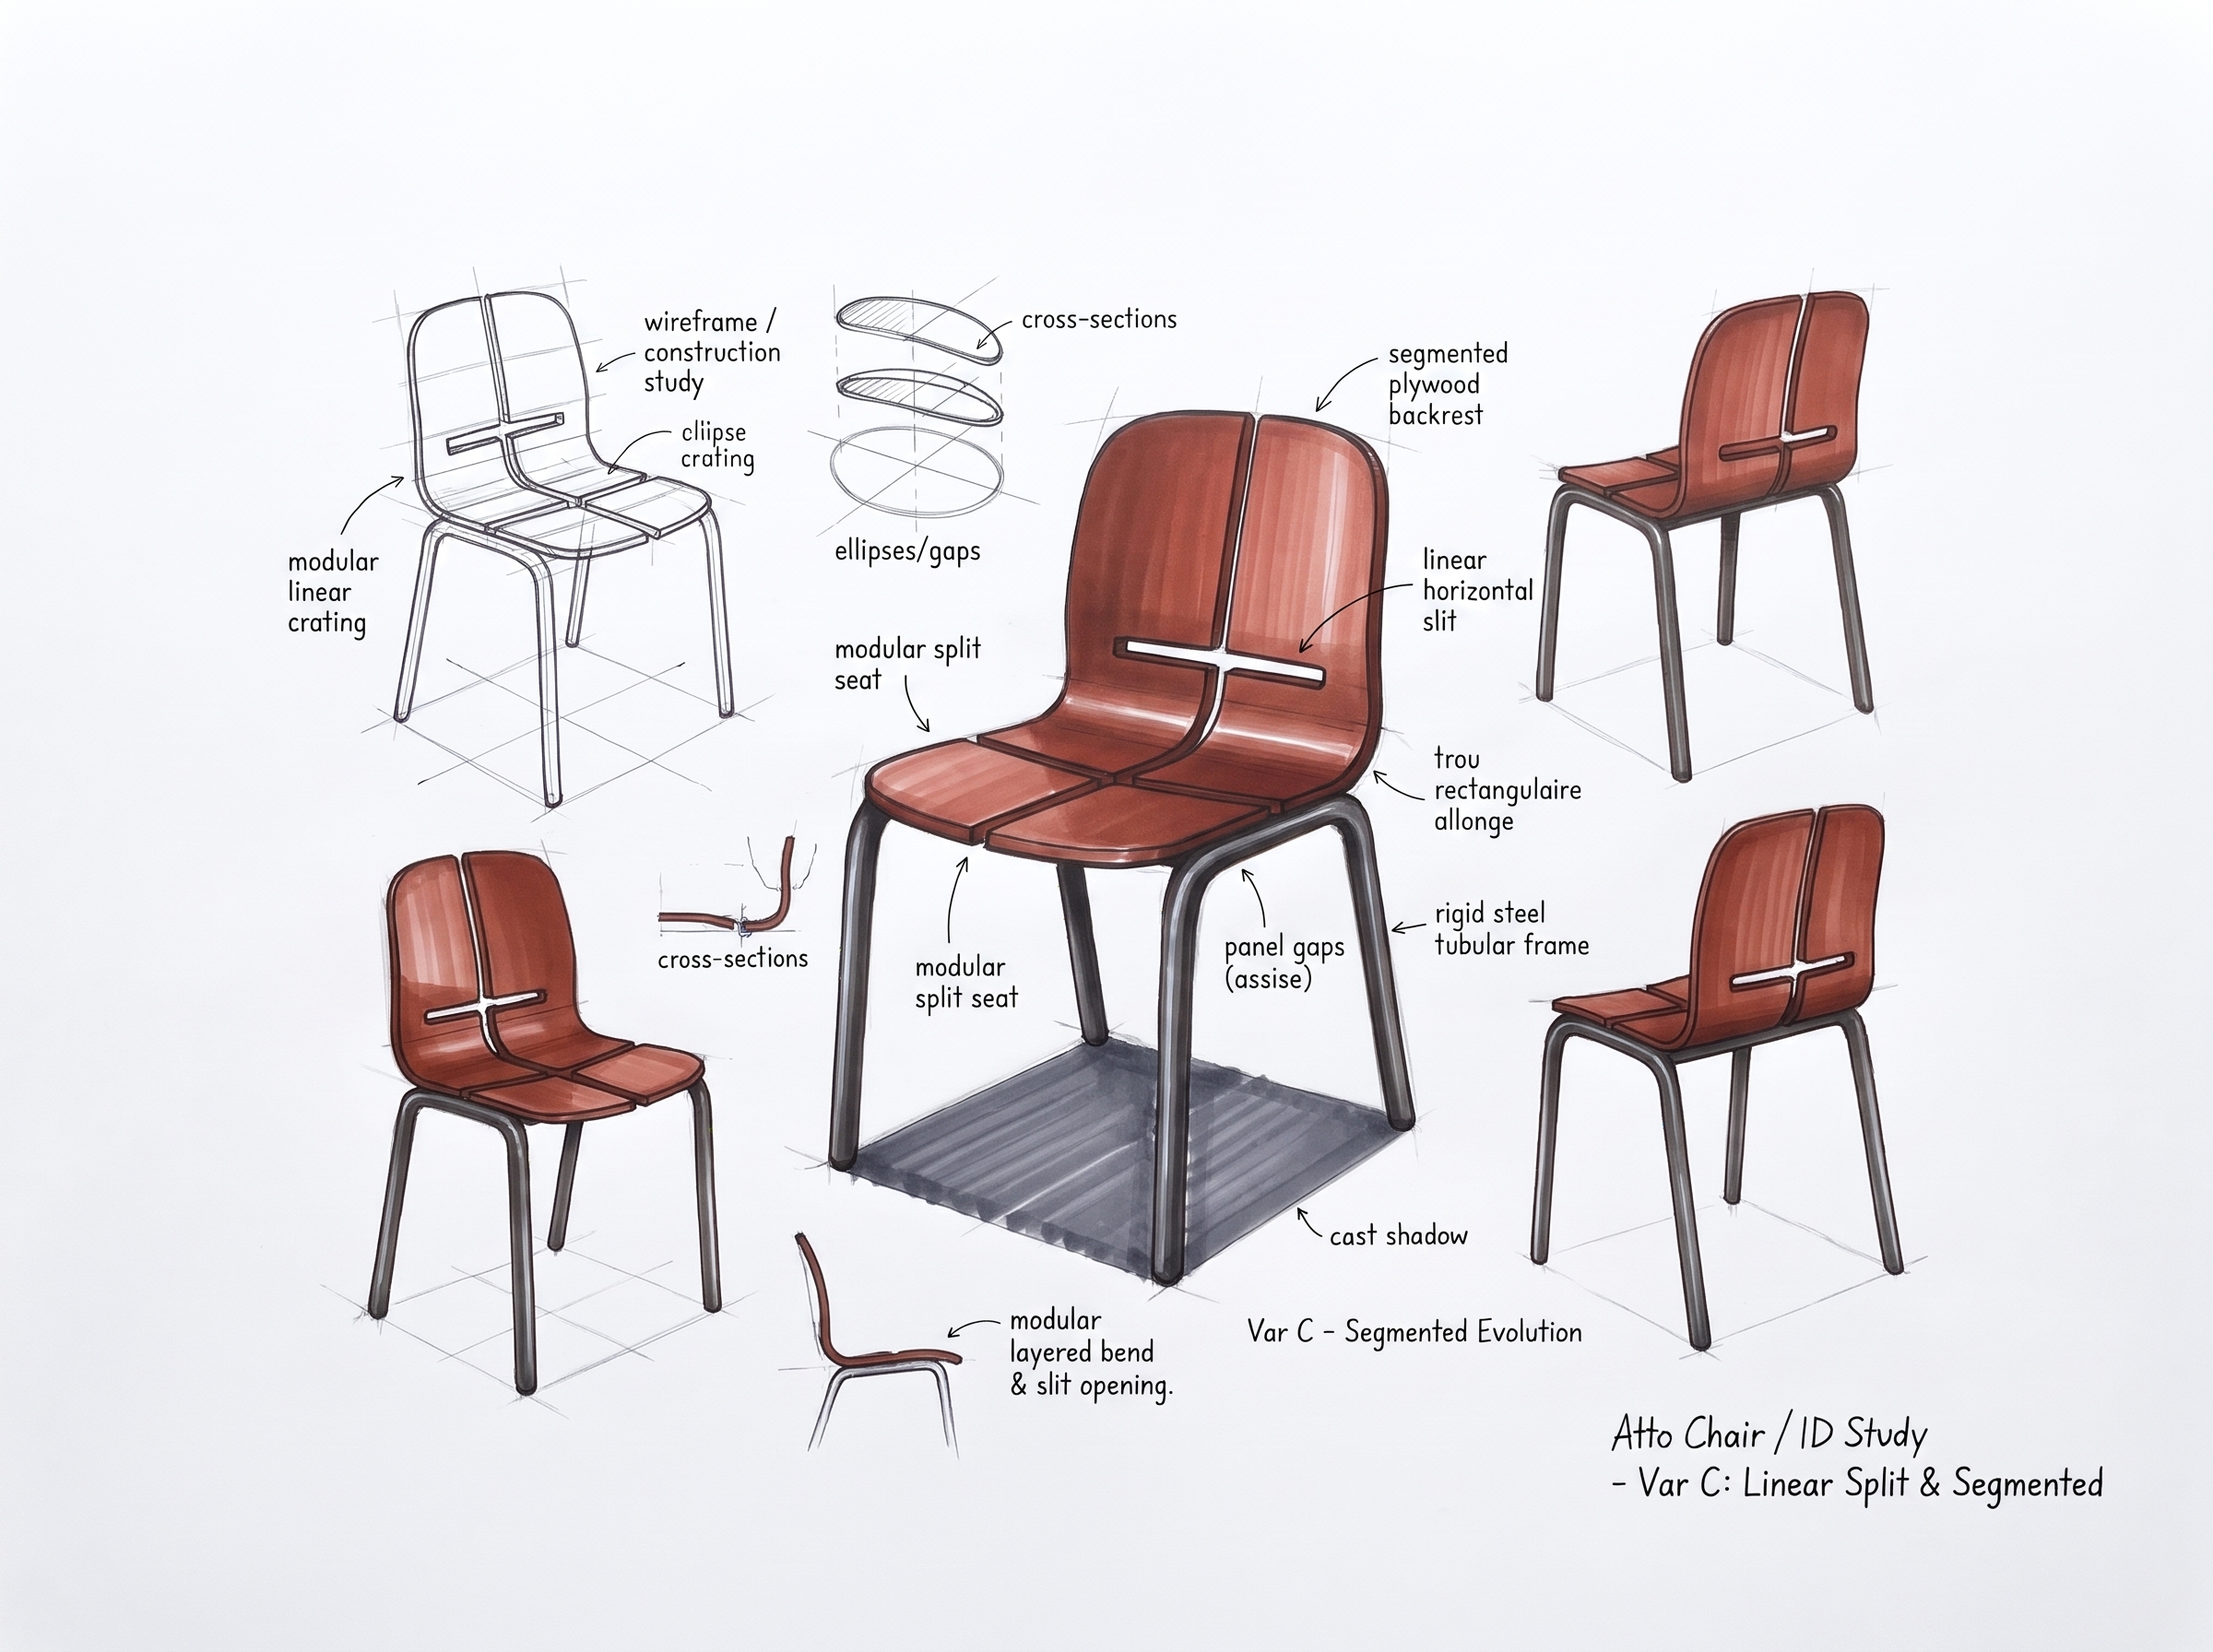 wireframe /
construction
study
cliipse
crating
modular
linear
crating
cross-sections
ellipses/gaps
segmented
plywood
backrest
linear
horizontal
slit
modular split
seat
trou
rectangulaire
allonge
rigid steel
tubular frame
panel gaps
(assise)
modular
split seat
cross-sections
cast shadow
modular
layered bend
& slit opening.
Var C - Segmented Evolution
Atto Chair / ID Study
- Var C: Linear Split & Segmented